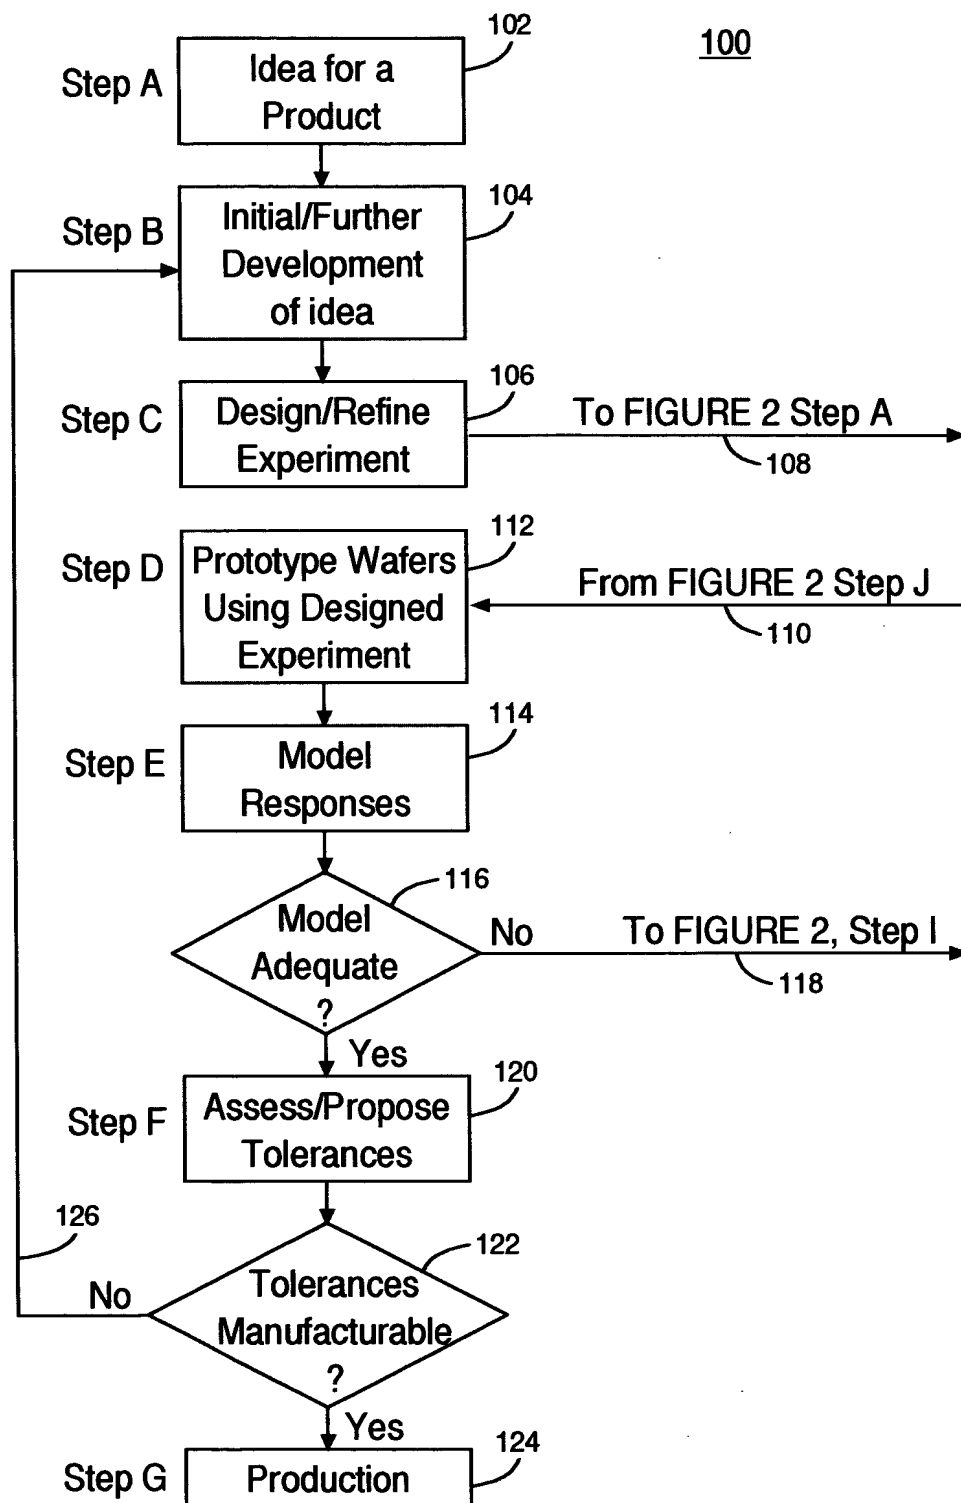 102
100
Step A
Idea for a
Product
104
Step B
Initial/Further
Development
of idea
106
Step C
Design/Refine
Experiment
To FIGURE 2 Step A
108
112
Step D
Prototype Wafers
Using Designed
Experiment
From FIGURE 2 Step J
110
114
Step E
Model
Responses
116
Model
Adequate
?
No
To FIGURE 2, Step I
118
Yes
120
Step F
Assess/Propose
Tolerances
126
122
No
Tolerances
Manufacturable
?
Yes
124
Step G
Production